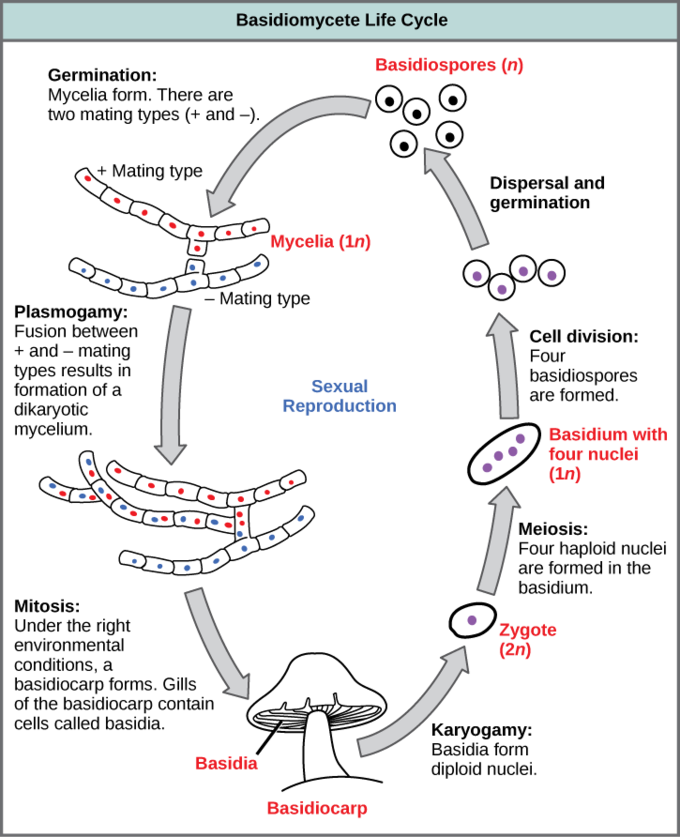 Basidiomycete Life Cycle
Basidiospores (n)
Germination:
Mycelia form. There are
two mating types (+ and –).
+ Mating type
Mycelia (1n)
– Mating type
Plasmogamy:
Fusion between
+ and – mating
types results in
formation of a
dikaryotic
mycelium.
Sexual
Reproduction
Mitosis:
Under the right
environmental
conditions, a
basidiocarp forms. Gills
of the basidiocarp contain
cells called basidia.
Basidia
Basidiocarp
Karyogamy:
Basidia form
diploid nuclei.
Zygote
(2n)
Meiosis:
Four haploid nuclei
are formed in the
basidium.
Basidium with
four nuclei
(1n)
Cell division:
Four
basidiospores
are formed.
Dispersal and
germination